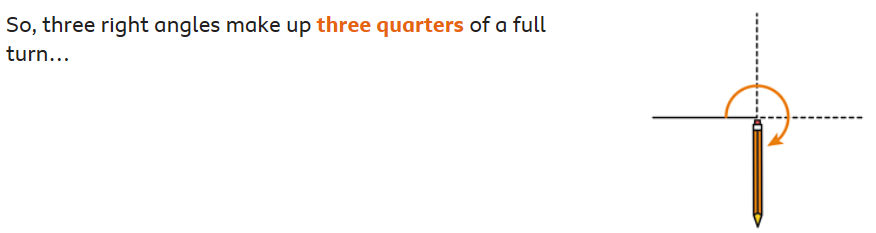 So, three right angles make up three quarters of a full
turn...